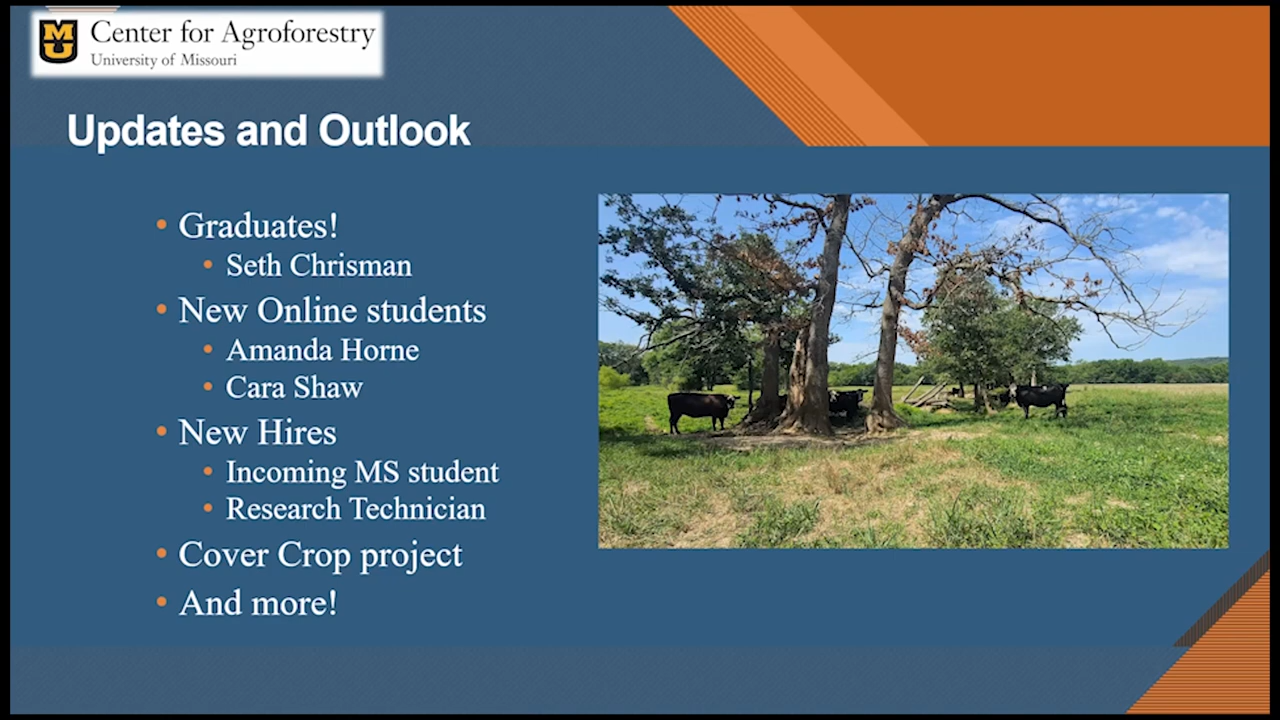 MU
Center for Agroforestry
University of Missouri
Updates and Outlook
• Graduates!
• Seth Chrisman
• New Online students
• Amanda Horne
• Cara Shaw
• New Hires
• Incoming MS student
• Research Technician
• Cover Crop project
• And more!